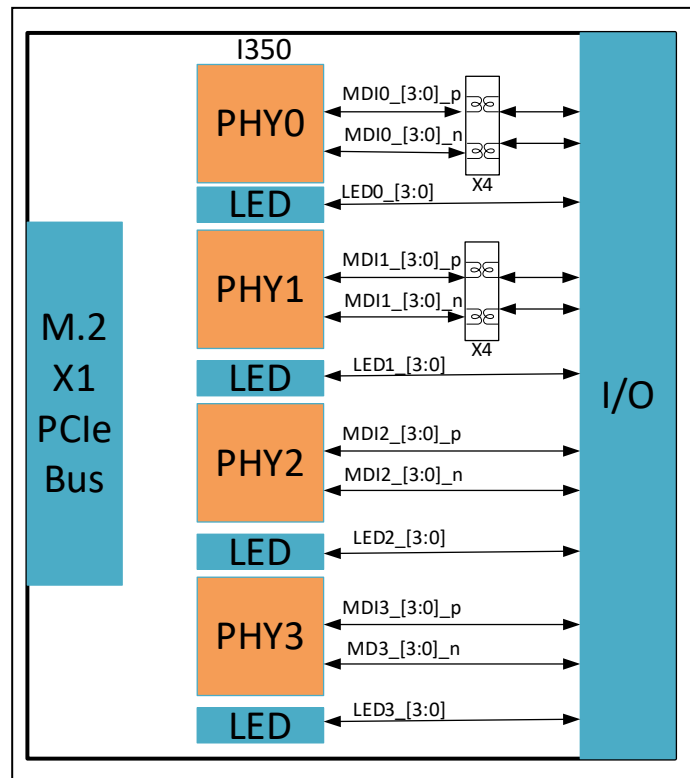 I350
PHY0
MDI0_[3:0]_p
MDI0_[3:0]_n
X4
LED
LED0_[3:0]
PHY1
MDI1_[3:0]_p
MDI1_[3:0]_n
X4
LED
LED1_[3:0]
M.2
X1
PCIe
Bus
I/O
PHY2
MDI2_[3:0]_p
MDI2_[3:0]_n
LED
LED2_[3:0]
PHY3
MDI3_[3:0]_p
MD3_[3:0]_n
LED
LED3_[3:0]